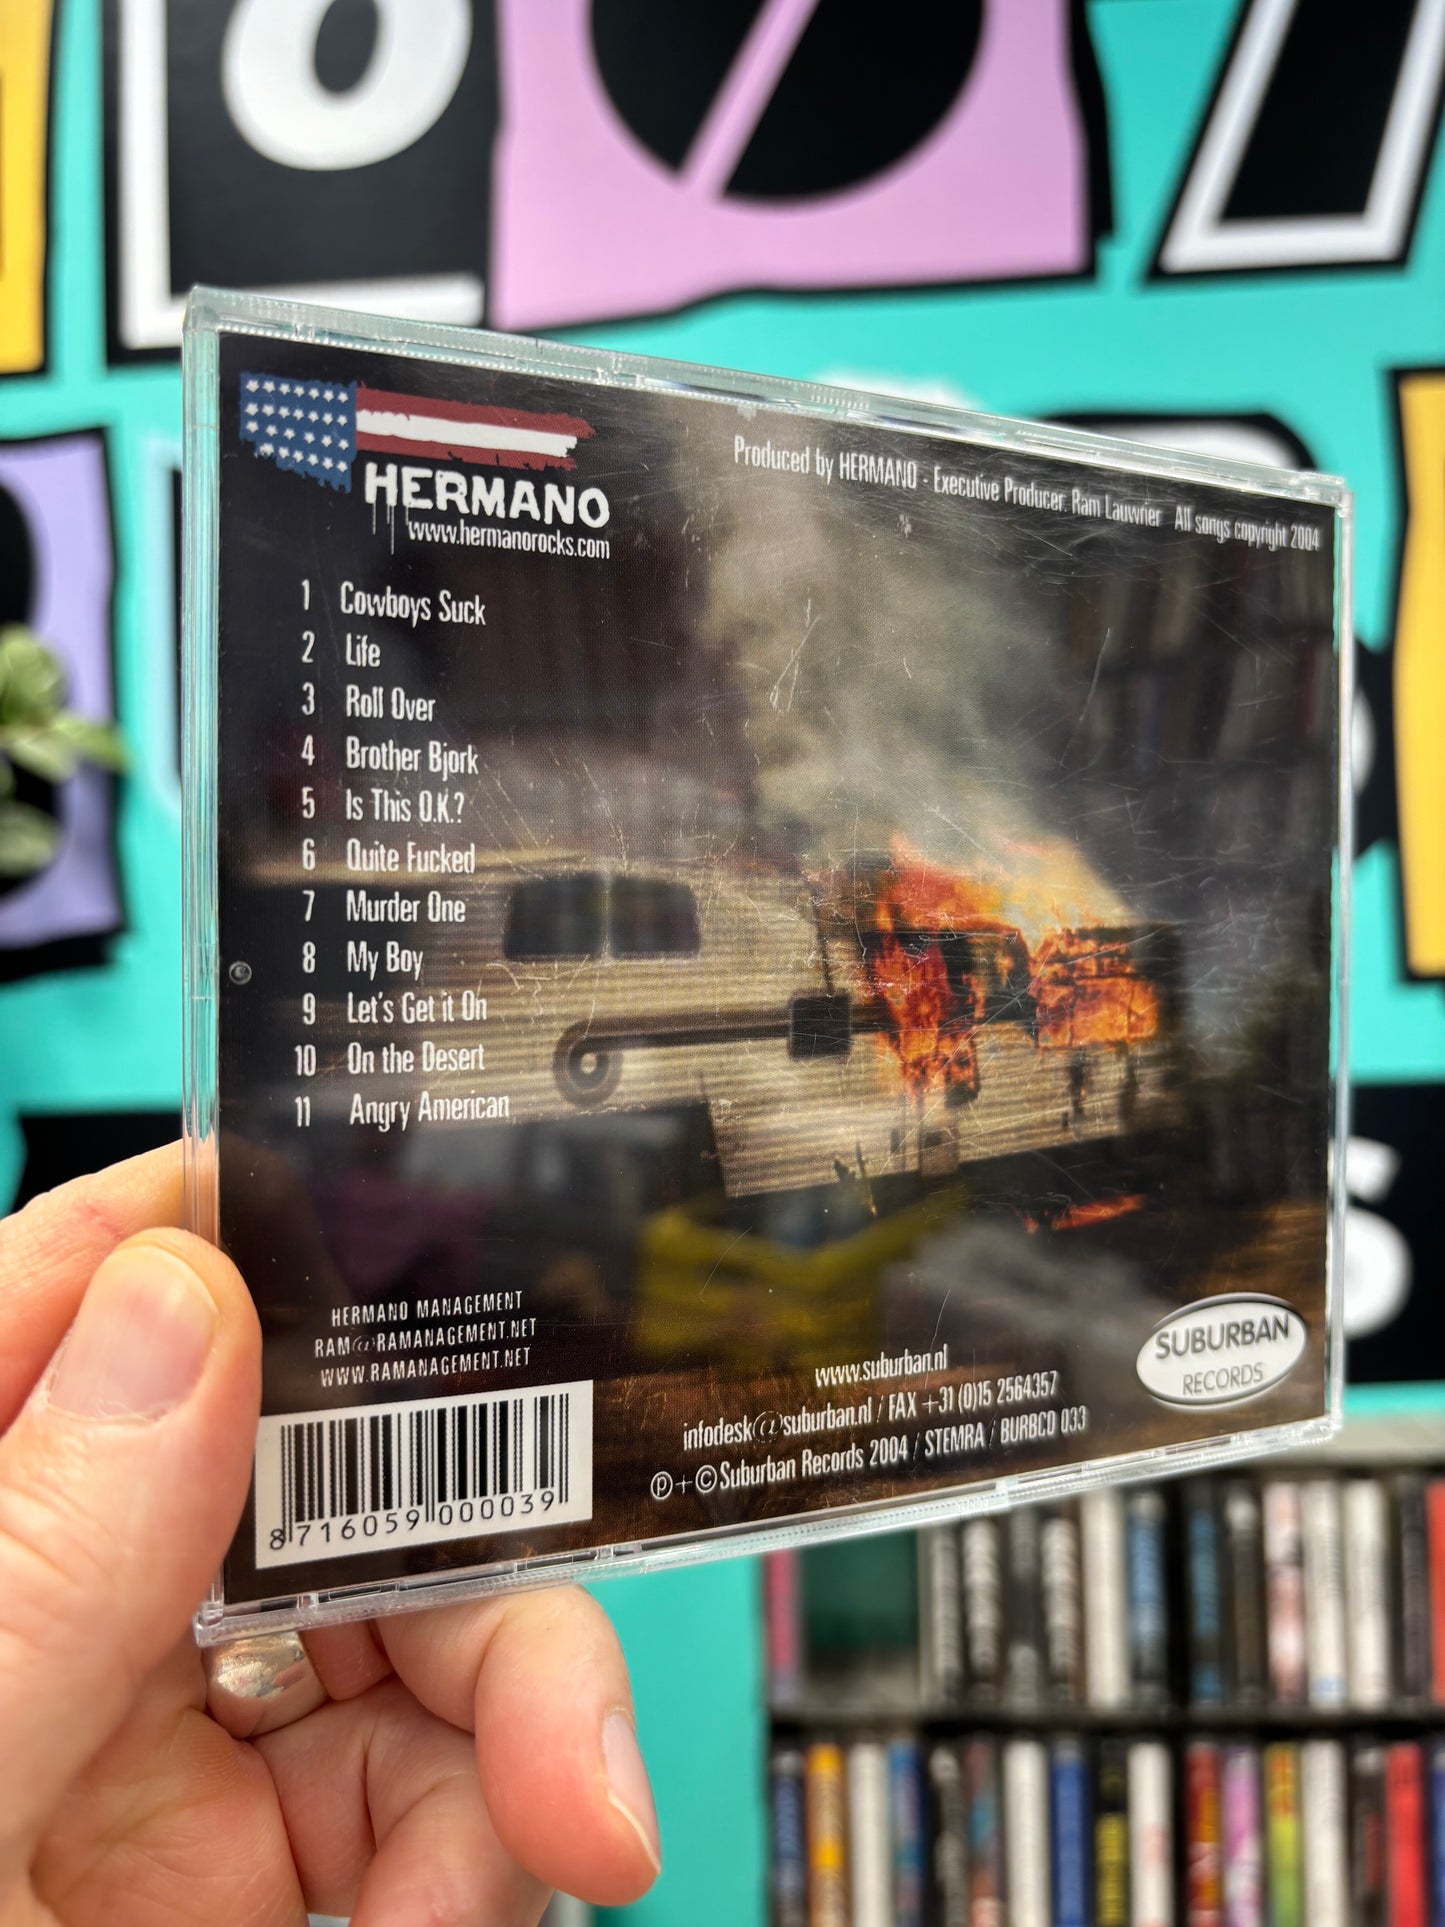 HERMANO
www.hermanorocks.com
Produced by HERMANO - Executive Producer: Ram Lauwrier All songs copyright 2004
1 Cowboys Suck
2 Life
3 Roll Over
4 Brother Bjork
5 Is This O.K.?
6 Quite Fucked
7 Murder One
8 My Boy
9 Let's Get it On
10 On the Desert
11 Angry American
HERMANO MANAGEMENT
RAM@RAMANAGEMENT.NET
WWW.RAMANAGEMENT.NET
8 716059 000039
www.suburban.nl
infodesk@suburban.nl / FAX +31 (0)15 2564357
℗ + © Suburban Records 2004 / STEMRA / BURBCD 033
SUBURBAN
RECORDS